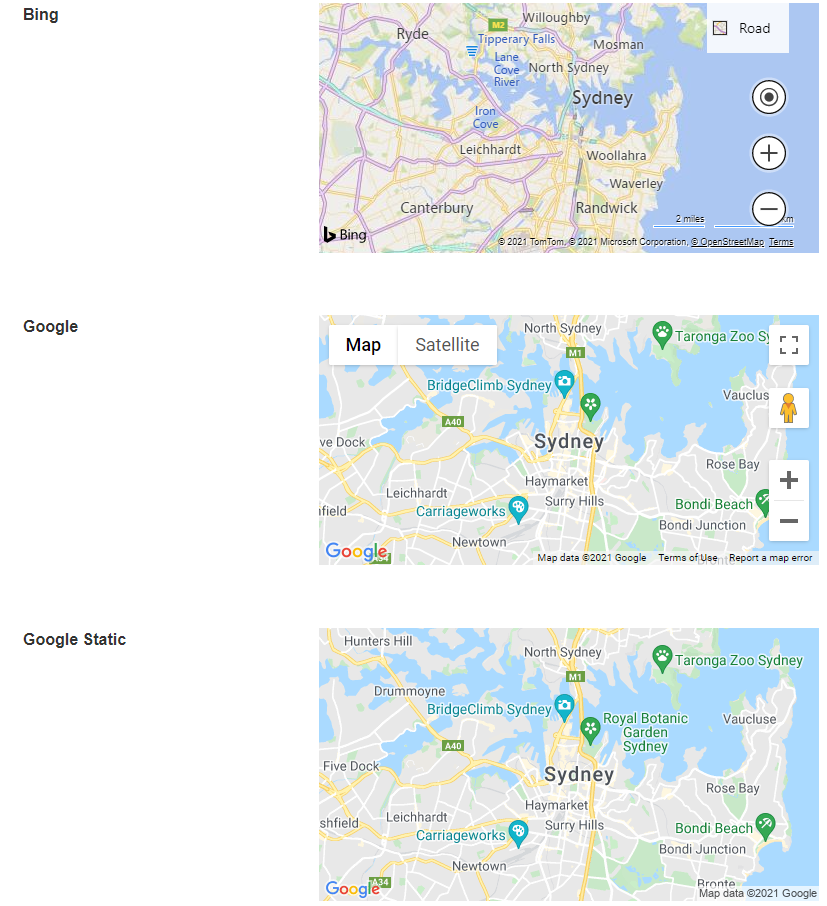 Bing
Willoughby
M2
Ryde
Tipperary Falls
Mosman
Road
Lane
Cove
River
North Sydney
Sydney
Iron
Cove
Leichhardt
Woollahra
Waverley
Canterbury
Randwick
2 miles
Bing
© 2021 TomTom, © 2021 Microsoft Corporation, © OpenStreetMap Terms
Google
North Sydney
Taronga Zoo Sy
Map
Satellite
M1
BridgeClimb Sydney
Vauclus
A40
Sydney
ve Dock
Rose Bay
Haymarket
Leichhardt
Surry Hills
Bondi Beach
hfield
Carriageworks
Bondi Junction
Newtown
Google
Map data ©2021 Google Terms of Use Report a map error
Google Static
Hunters Hill
North Sydney
Taronga Zoo Sydney
M1
Drummoyne
BridgeClimb Sydney
Royal Botanic
Garden
Sydney
Vaucluse
A40
Five Dock
Sydney
Rose Bay
Haymarket
Leichhardt
shfield
Surry Hills
Bondi Beach
Carriageworks
Bondi Junction
Newtown
A34
Bronte
Google
Map data ©2021 Google